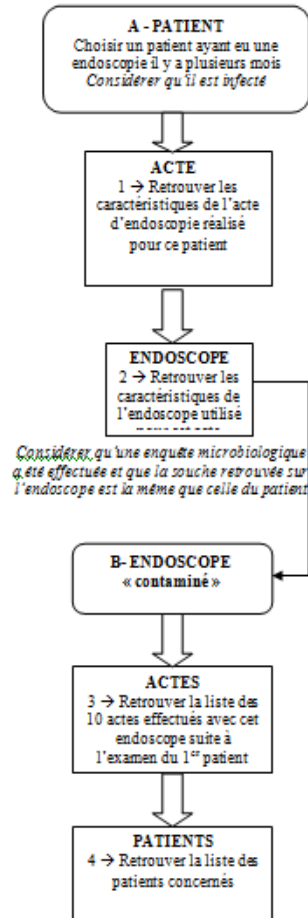 A - PATIENT
Choisir un patient ayant eu une
endoscopie il y a plusieurs mois
Considérer qu'il est infecté
ACTE
1 → Retrouver les
caractéristiques de l'acte
d'endoscopie réalisé
pour ce patient
ENDOSCOPE
2 → Retrouver les
caractéristiques de
l'endoscope utilisé
Considérer qu'une enquête microbiologique
a été effectuée et que la souche retrouvée sur
l'endoscope est la même que celle du patient
B- ENDOSCOPE
« contaminé »
ACTES
3 → Retrouver la liste des
10 actes effectués avec cet
endoscope suite à
l'examen du 1er patient
PATIENTS
4 → Retrouver la liste des
patients concernés